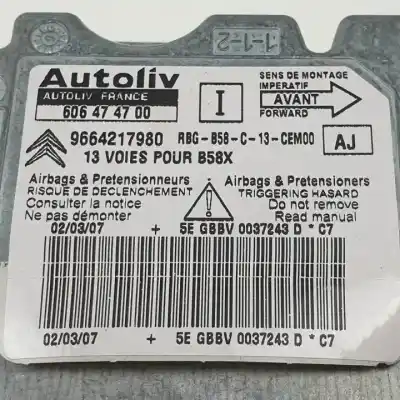 1-1-2
Autoliv
AUTOLIV FRANCE
606 47 47 00
I
SENS DE MONTAGE
IMPERATIF
AVANT
FORWARD
9664217980 RBG-B58-C-13-CEM00
13 VOIES POUR B58X
AJ
Airbags & Pretensionneurs
RISQUE DE DECLENCHEMENT
Consulter la notice
Ne pas démonter
Airbags & Pretensioners
TRIGGERING HASARD
Do not remove
Read manual
02/03/07 + 5E GBBV 0037243 D * C7
02/03/07 + 5E GBBV 0037243 D * C7